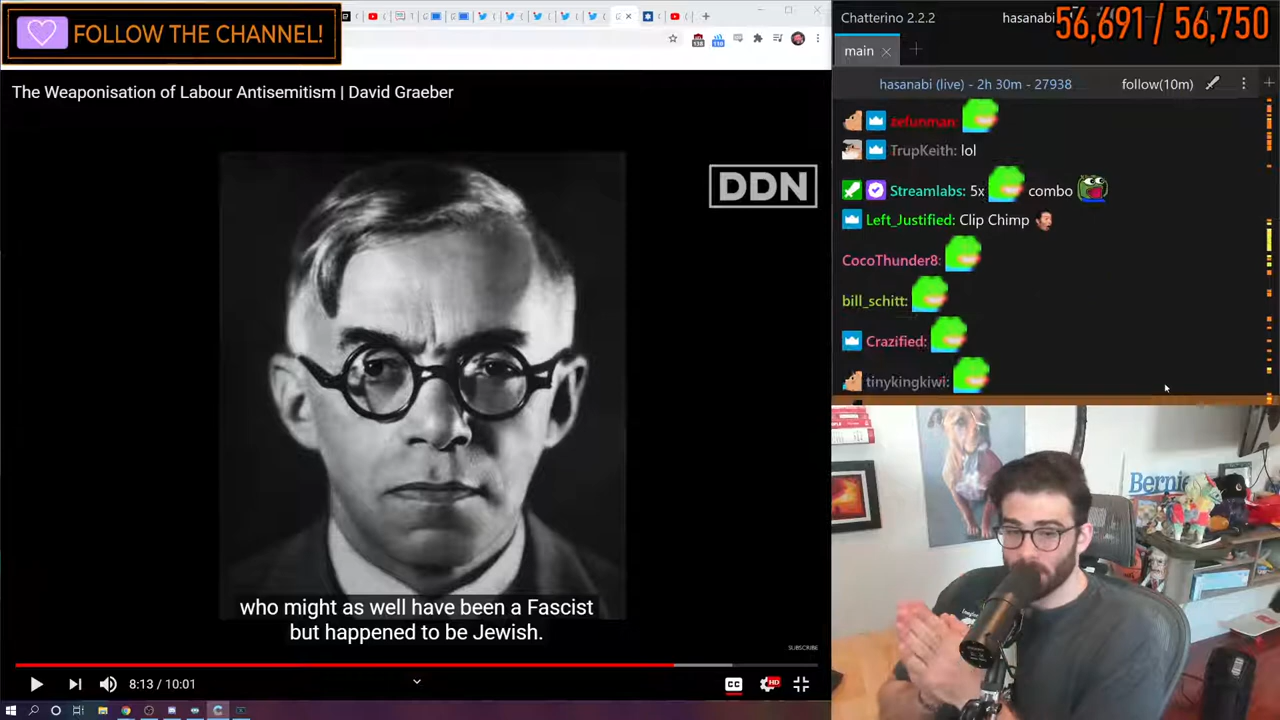 FOLLOW THE CHANNEL!
The Weaponisation of Labour Antisemitism | David Graeber
DDN
who might as well have been a Fascist
but happened to be Jewish.
SUBSCRIBE
8:13 / 10:01
CC
HD
Chatterino 2.2.2
hasanabi
56,691 / 56,750
main
hasanabi (live) - 2h 30m - 27938
follow(10m)
zefunman:
TrupKeith: lol
Streamlabs: 5x combo
Left_Justified: Clip Chimp
CocoThunder8:
bill_schitt:
Crazified:
tinykingkiwi:
Bernie